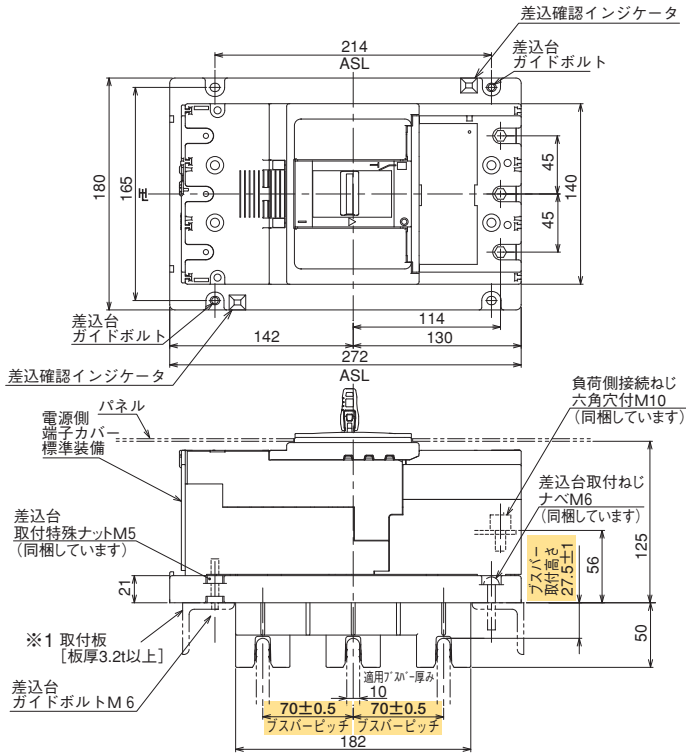 差込確認インジケータ
214
ASL
差込台
ガイドボルト
180
165
45
45
140
差込台
ガイドボルト
142
114
130
272
差込確認インジケータ
ASL
パネル
電源側
端子カバー
標準装備
負荷側接続ねじ
六角穴付M10
(同梱しています)
差込台取付ねじ
ナベM6
(同梱しています)
差込台
取付特殊ナットM5
(同梱しています)
21
ブスバー
取付高さ
27.5±1
56
125
50
※1 取付板
[板厚3.2t以上]
差込台
ガイドボルトM6
適用ブスバー厚み
10
70±0.5
ブスバーピッチ
70±0.5
ブスバーピッチ
182